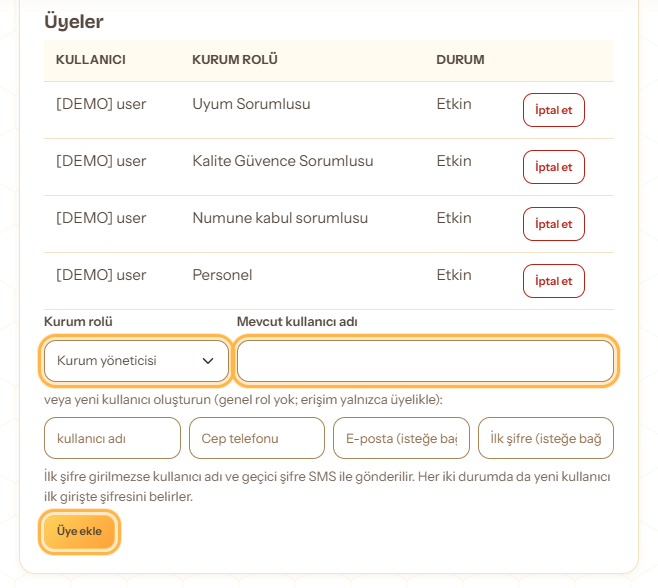 Üyeler
KULLANICI KURUM ROLÜ DURUM
[DEMO] user Uyum Sorumlusu Etkin İptal et
[DEMO] user Kalite Güvence Sorumlusu Etkin İptal et
[DEMO] user Numune kabul sorumlusu Etkin İptal et
[DEMO] user Personel Etkin İptal et
Kurum rolü Mevcut kullanıcı adı
Kurum yöneticisi
veya yeni kullanıcı oluşturun (genel rol yok; erişim yalnızca üyelikle):
kullanıcı adı Cep telefonu E-posta (isteğe bağ İlk şifre (isteğe bağ
İlk şifre girilmezse kullanıcı adı ve geçici şifre SMS ile gönderilir. Her iki durumda da yeni kullanıcı
ilk girişte şifresini belirler.
Üye ekle